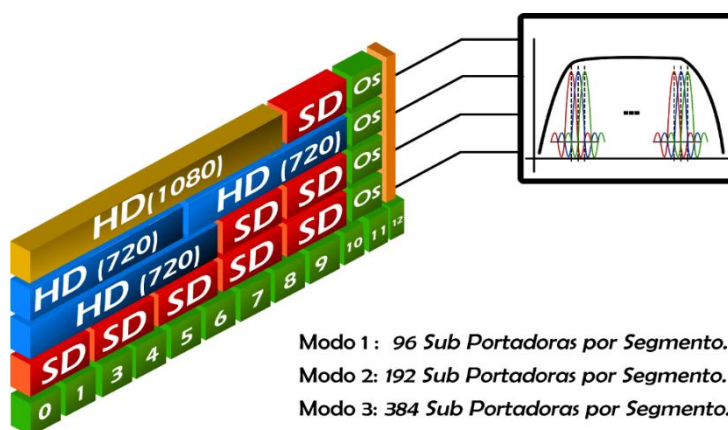 HD(1080) SD Os
HD (720) HD (720) Os
HD (720) SD SD Os
SD SD SD SD SD Os
0 1 3 4 5 6 7 8 9 10 11 12
Modo 1 : 96 Sub Portadoras por Segmento.
Modo 2: 192 Sub Portadoras por Segmento.
Modo 3: 384 Sub Portadoras por Segmento.